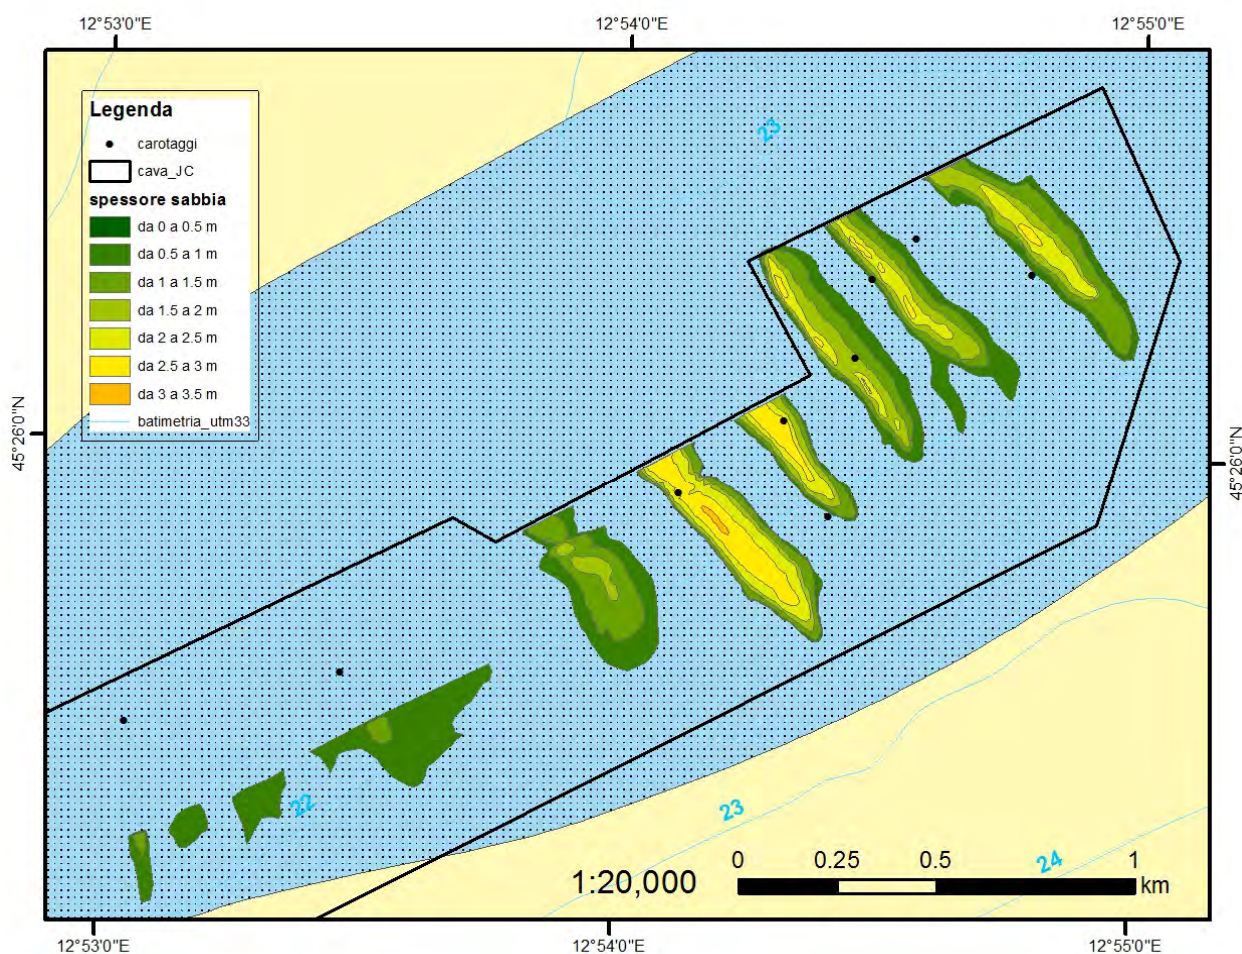 12°53'0"E
12°54'0"E
12°55'0"E
Legenda
carotaggi
cava_JC
spessore sabbia
da 0 a 0.5 m
da 0.5 a 1 m
da 1 a 1.5 m
da 1.5 a 2 m
da 2 a 2.5 m
da 2.5 a 3 m
da 3 a 3.5 m
batimetria_utm33
23
45°26'0"N
45°26'0"N
22
23
24
1:20,000
0
0.25
0.5
1
km
12°53'0"E
12°54'0"E
12°55'0"E